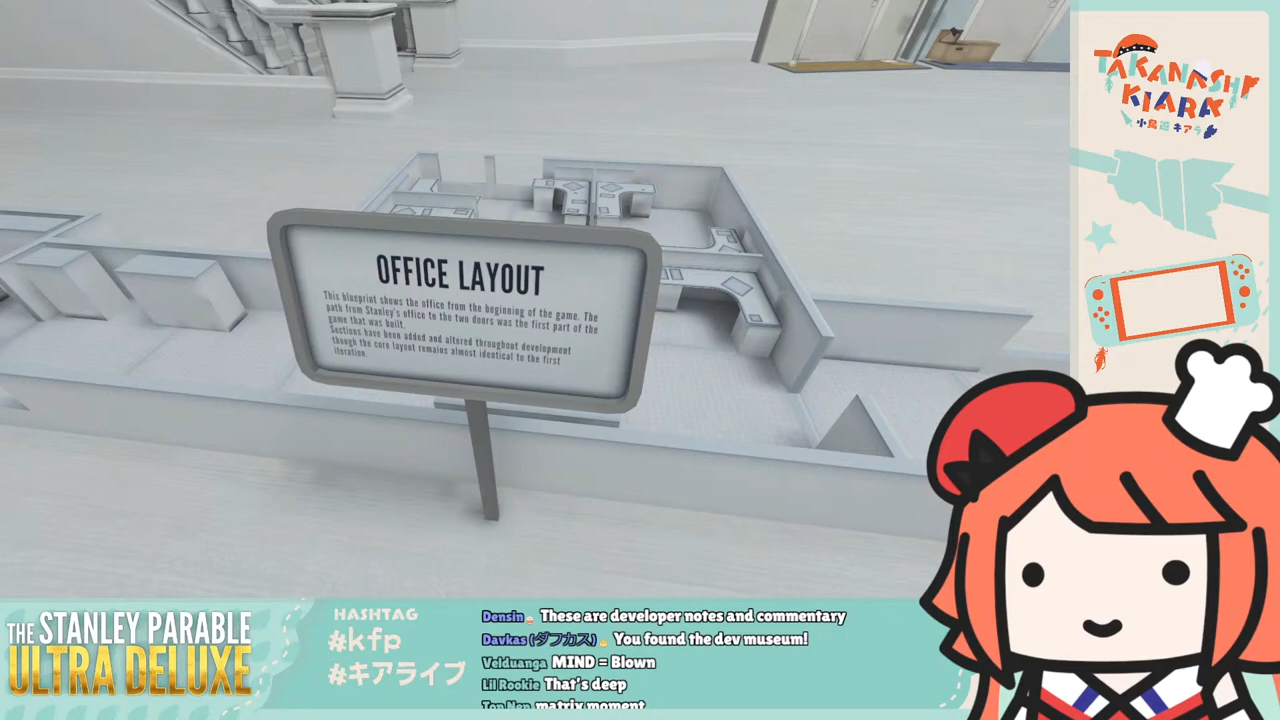 OFFICE LAYOUT
This blueprint shows the office from the beginning of the game. The
path from Stanley's office to the two doors was the first part of the
game that was built.
Sections have been added and altered throughout development
though the core layout remains almost identical to the first
iteration.
TAKANASHI
KIARA
小鳥遊キアラ
THE STANLEY PARABLE
ULTRA DELUXE
HASHTAG
#kfp
#キアライブ
Densin These are developer notes and commentary
Davkas (ダフカス) You found the dev museum!
Velduanga MIND = Blown
Lil Rookie That's deep
Top Nep matrix moment